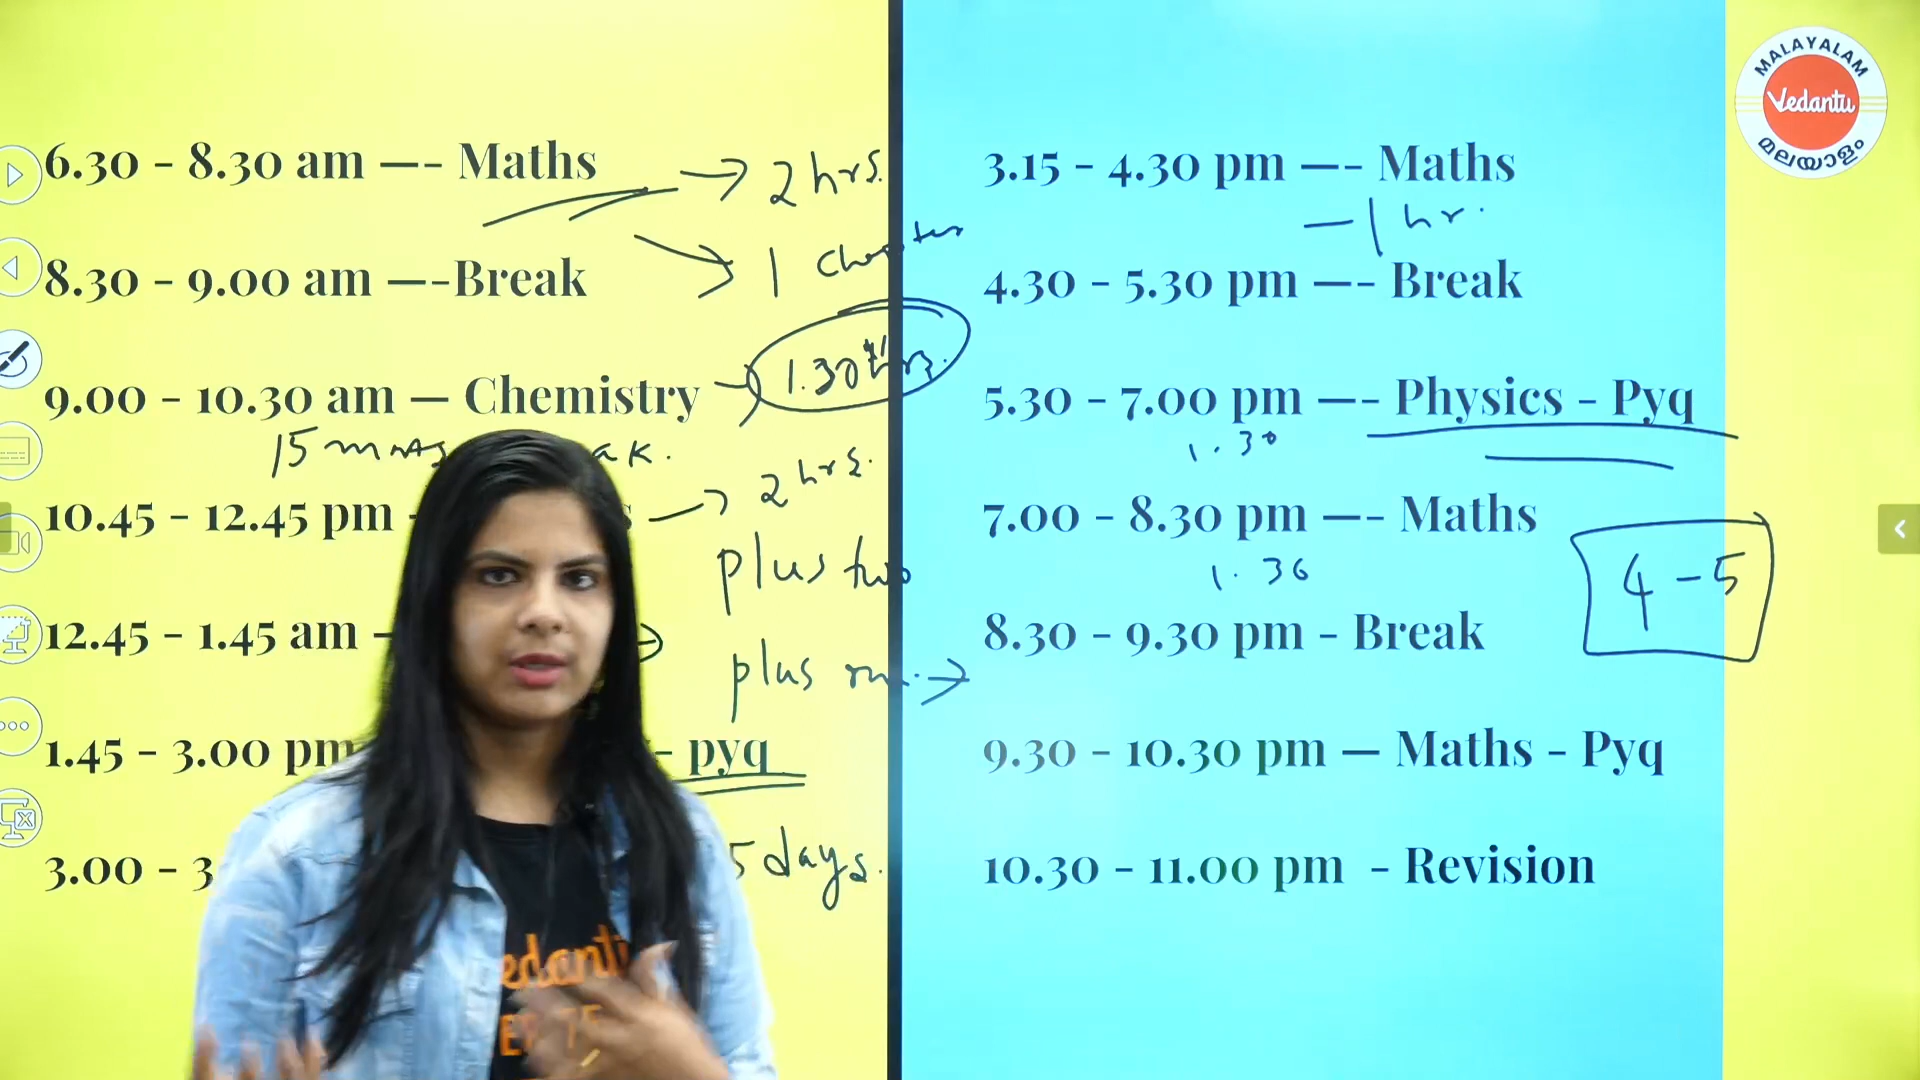 6.30 - 8.30 am —- Maths → 2 hrs.
→ 1 chapter
8.30 - 9.00 am —-Break
9.00 - 10.30 am — Chemistry - 1.30 hrs.
15 mns
10.45 - 12.45 pm
→ 2 hrs.
plus two
12.45 - 1.45 am -
plus
1.45 - 3.00 pm
- pyq
3.00 - 3
5 days.
3.15 - 4.30 pm —- Maths
- 1 hr.
4.30 - 5.30 pm —- Break
5.30 - 7.00 pm —- Physics - Pyq
1.30
7.00 - 8.30 pm —- Maths
1.30
4 - 5
8.30 - 9.30 pm - Break
9.30 - 10.30 pm — Maths - Pyq
10.30 - 11.00 pm - Revision
MALAYALAM
Vedantu
മലയാളം
edantu